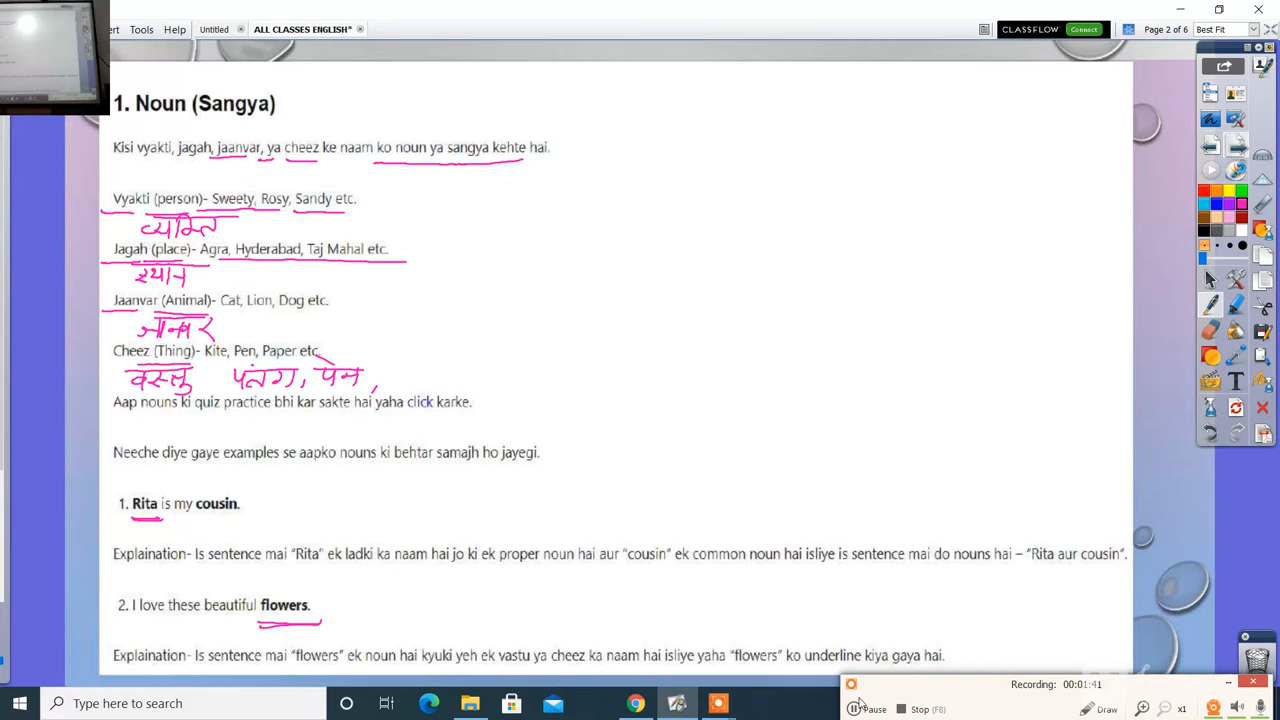 ert Tools Help Untitled ALL CLASSES ENGLISH* CLASSFLOW Connect Page 2 of 6 Best Fit
1. Noun (Sangya)
Kisi vyakti, jagah, jaanvar, ya cheez ke naam ko noun ya sangya kehte hai.
Vyakti (person)- Sweety, Rosy, Sandy etc.
व्यक्ति
Jagah (place)- Agra, Hyderabad, Taj Mahal etc.
स्थान
Jaanvar (Animal)- Cat, Lion, Dog etc.
जानवर
Cheez (Thing)- Kite, Pen, Paper etc.
वस्तु पतंग, पेन,
Aap nouns ki quiz practice bhi kar sakte hai yaha click karke.
Neeche diye gaye examples se aapko nouns ki behtar samajh ho jayegi.
1. Rita is my cousin.
Explaination- Is sentence mai “Rita” ek ladki ka naam hai jo ki ek proper noun hai aur “cousin” ek common noun hai isliye is sentence mai do nouns hai – “Rita aur cousin”.
2. I love these beautiful flowers.
Explaination- Is sentence mai “flowers” ek noun hai kyuki yeh ek vastu ya cheez ka naam hai isliye yaha “flowers” ko underline kiya gaya hai.
Recording: 00:01:41
Pause Stop (F8) Draw x1
Type here to search